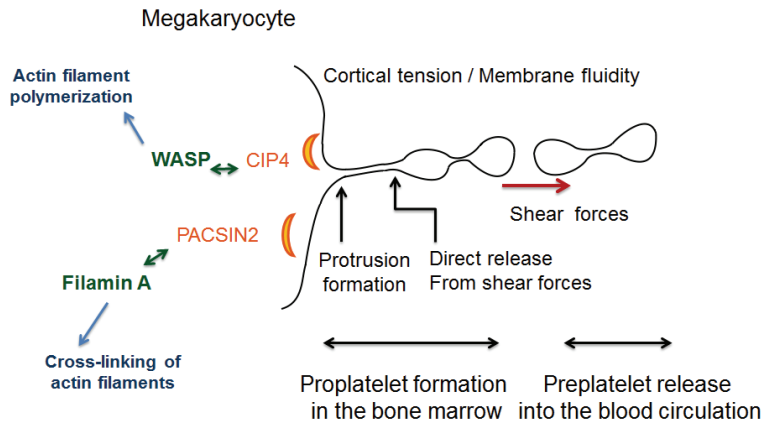 Megakaryocyte
Actin filament
polymerization
Cortical tension / Membrane fluidity
WASP
CIP4
Shear forces
PACSIN2
Protrusion
formation
Direct release
From shear forces
Filamin A
Cross-linking of
actin filaments
Proplatelet formation
in the bone marrow
Preplatelet release
into the blood circulation